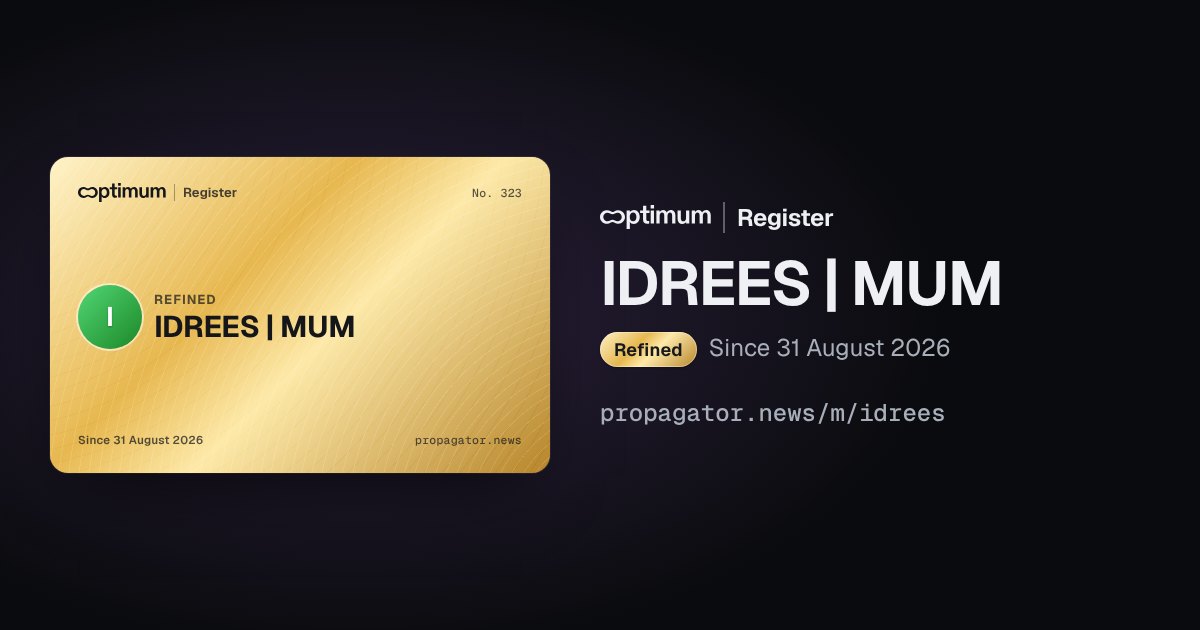 optimum | Register
No. 323
I
REFINED
IDREES | MUM
Since 31 August 2026
propagator.news
optimum | Register
IDREES | MUM
Refined Since 31 August 2026
propagator.news/m/idrees